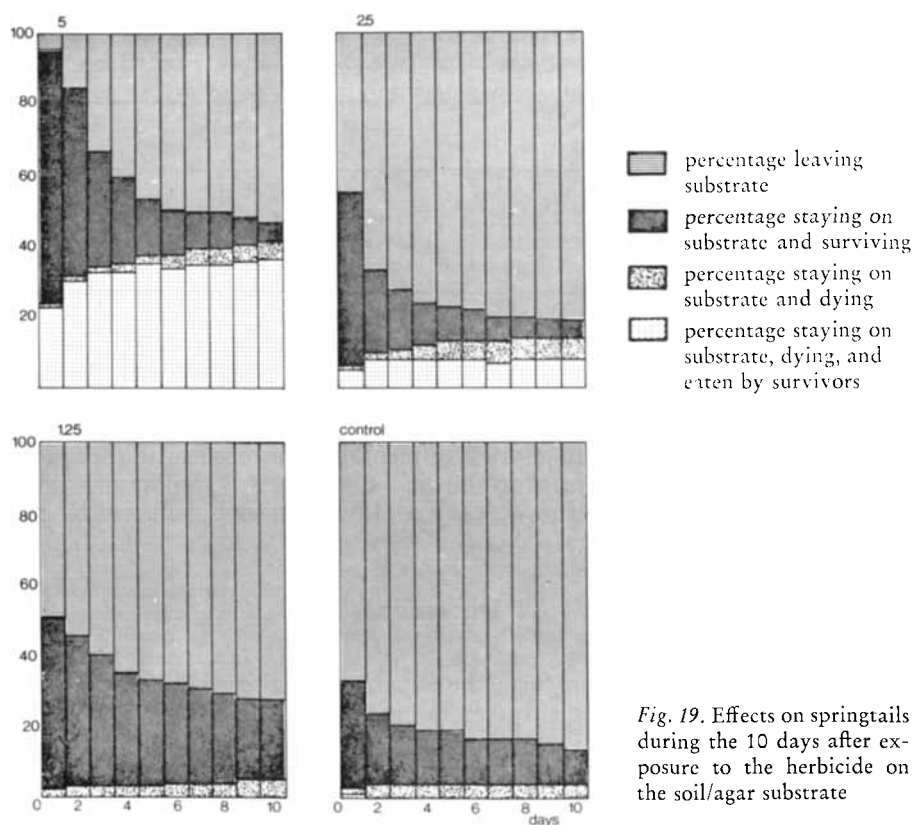 5
25
100
80
60
40
20
percentage leaving
substrate
percentage staying on
substrate and surviving
percentage staying on
substrate and dying
percentage staying on
substrate, dying, and
eaten by survivors
1.25
control
100
80
60
40
20
0 2 4 6 8 10
0 2 4 6 8 10
days
Fig. 19. Effects on springtails
during the 10 days after ex-
posure to the herbicide on
the soil/agar substrate